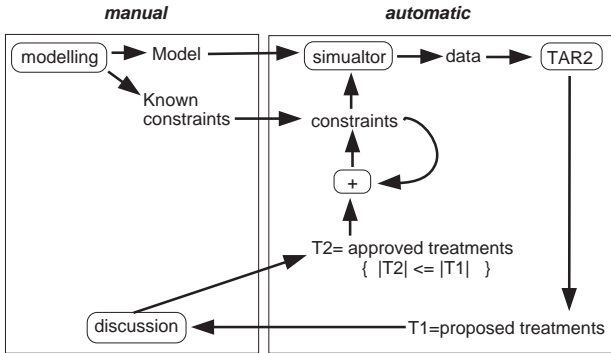 manual
automatic
modelling
Model
simualtor
data
TAR2
Known
constraints
constraints
+
T2= approved treatments
{ |T2| <= |T1| }
discussion
T1=proposed treatments